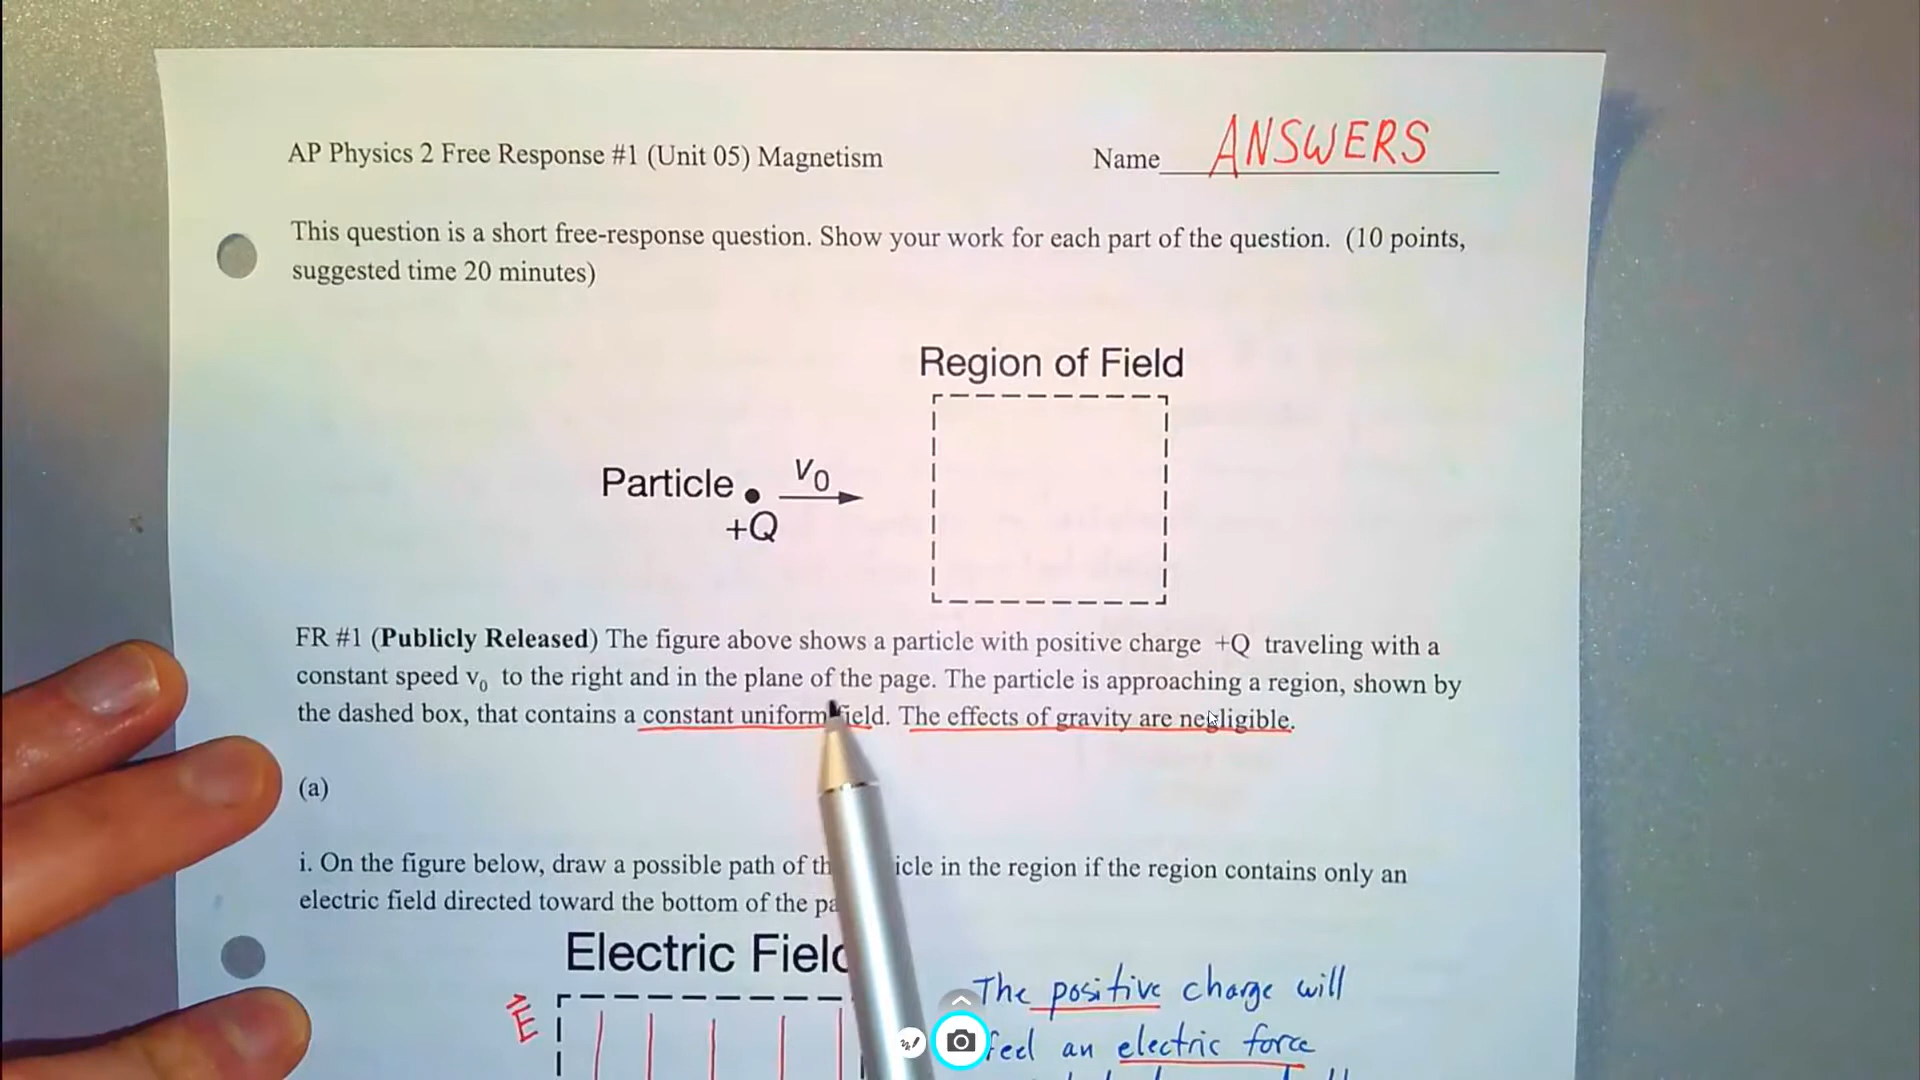 AP Physics 2 Free Response #1 (Unit 05) Magnetism
Name ANSWERS
This question is a short free-response question. Show your work for each part of the question. (10 points,
suggested time 20 minutes)
Region of Field
Particle
v0
+Q
FR #1 (Publicly Released) The figure above shows a particle with positive charge +Q traveling with a
constant speed v0 to the right and in the plane of the page. The particle is approaching a region, shown by
the dashed box, that contains a constant uniform field. The effects of gravity are negligible.
(a)
i. On the figure below, draw a possible path of th icle in the region if the region contains only an
electric field directed toward the bottom of the pa
Electric Field
E
The positive charge will
feel an electric force